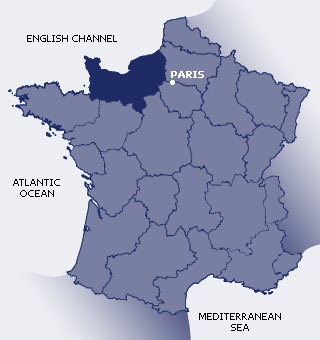 ENGLISH CHANNEL
PARIS
ATLANTIC
OCEAN
MEDITERRANEAN
SEA